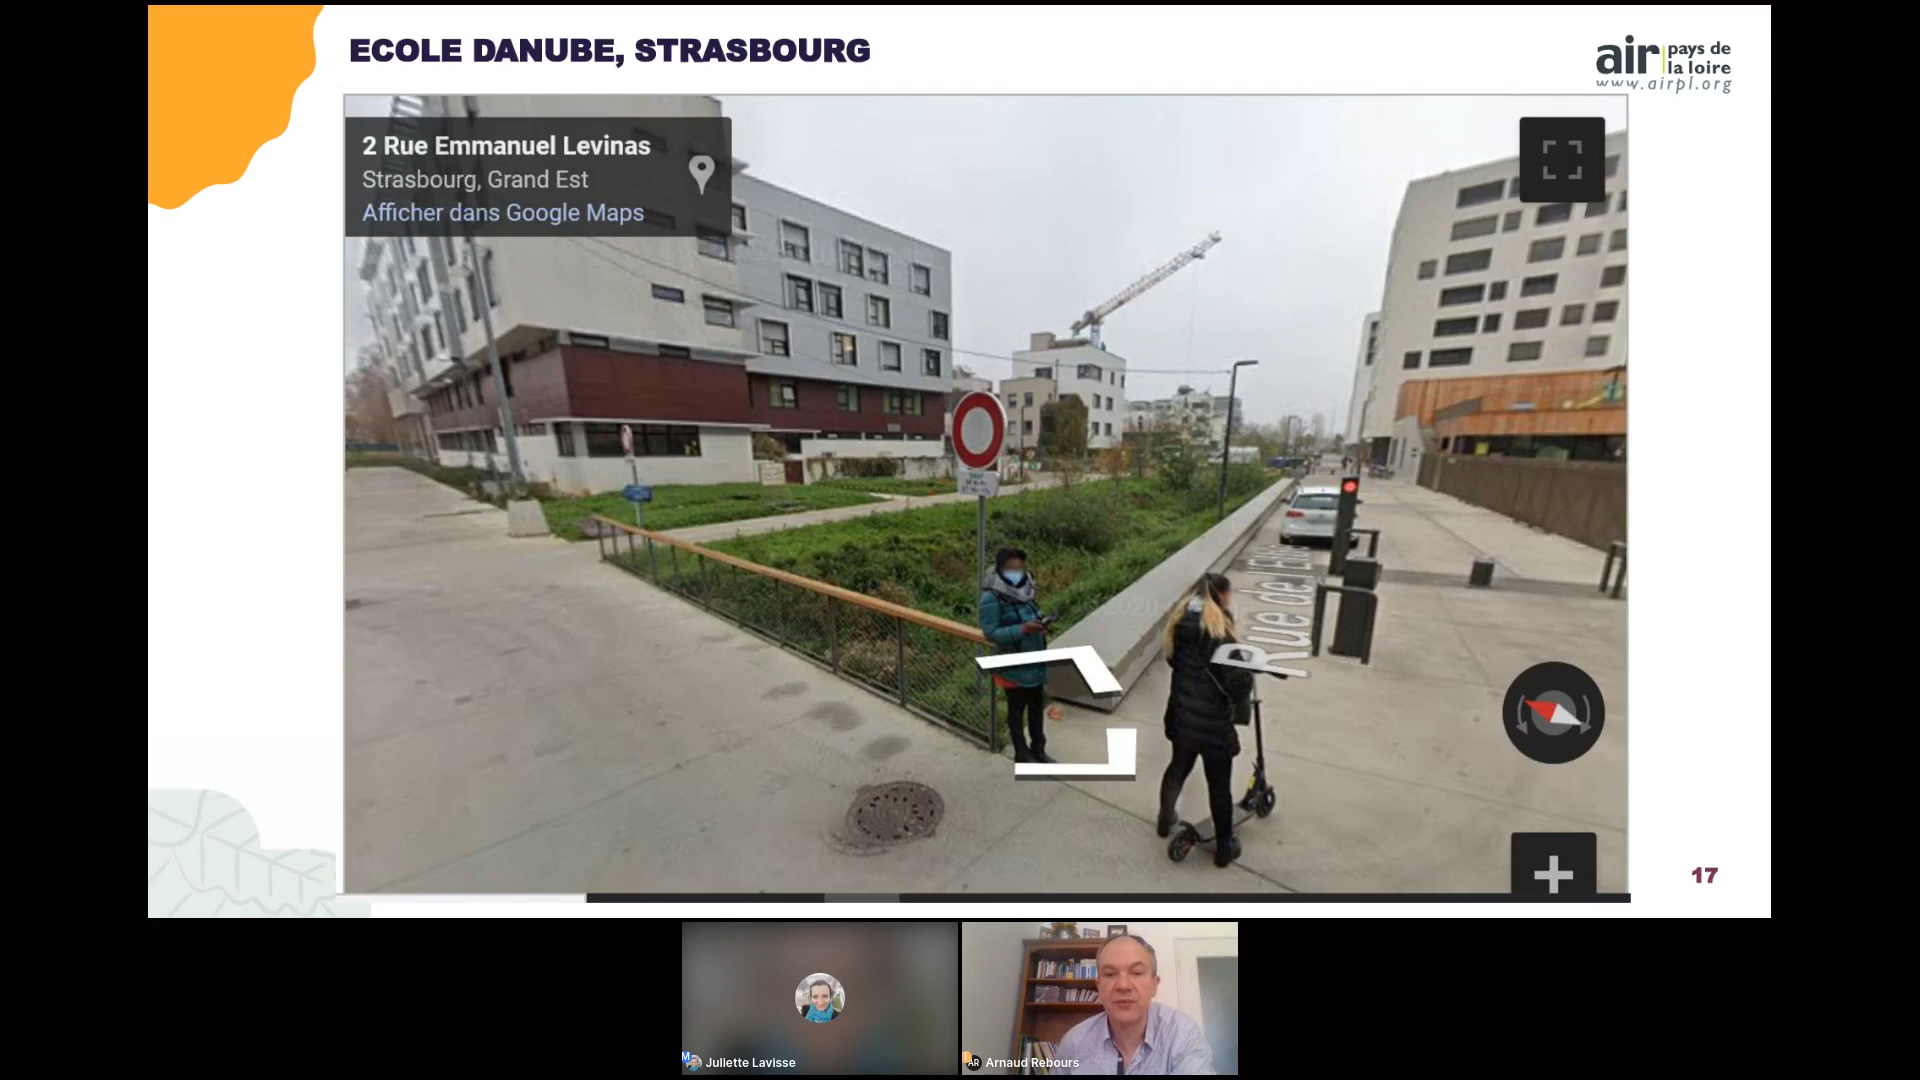 ECOLE DANUBE, STRASBOURG
air pays de la loire
www.airpl.org
2 Rue Emmanuel Levinas
Strasbourg, Grand Est
Afficher dans Google Maps
17
Juliette Lavisse
AR Arnaud Rebours